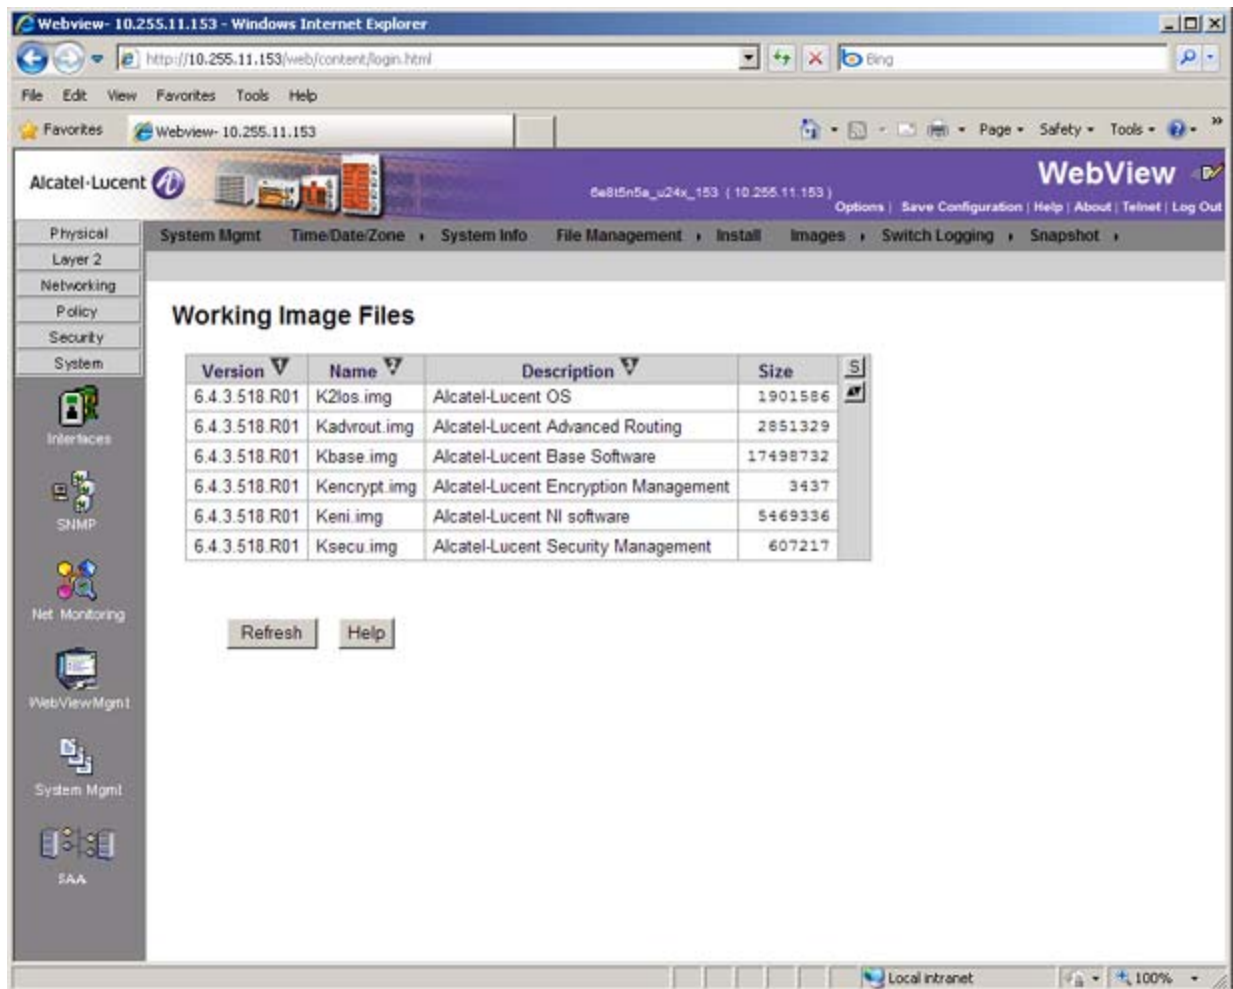 Webview- 10.255.11.153 - Windows Internet Explorer
http://10.255.11.153/web/content/login.html
Bing
File Edit View Favorites Tools Help
Favorites
Webview- 10.255.11.153
Page Safety Tools
Alcatel-Lucent
( 10.255.11.153 )
WebView
Options | Save Configuration | Help | About | Telnet | Log Out
Physical
Layer 2
Networking
Policy
Security
System
System Mgmt Time/Date/Zone System Info File Management Install Images Switch Logging Snapshot
Working Image Files
Version Name Description Size S
6.4.3.518.R01 K2los.img Alcatel-Lucent OS 1901586
6.4.3.518.R01 Kadvrout.img Alcatel-Lucent Advanced Routing 2851329
6.4.3.518.R01 Kbase.img Alcatel-Lucent Base Software 17498732
6.4.3.518.R01 Kencrypt.img Alcatel-Lucent Encryption Management 3437
6.4.3.518.R01 Keni.img Alcatel-Lucent NI software 5469336
6.4.3.518.R01 Ksecu.img Alcatel-Lucent Security Management 607217
Refresh Help
Interfaces
SNMP
Net Monitoring
WebViewMgmt
System Mgmt
SAA
Local intranet
100%